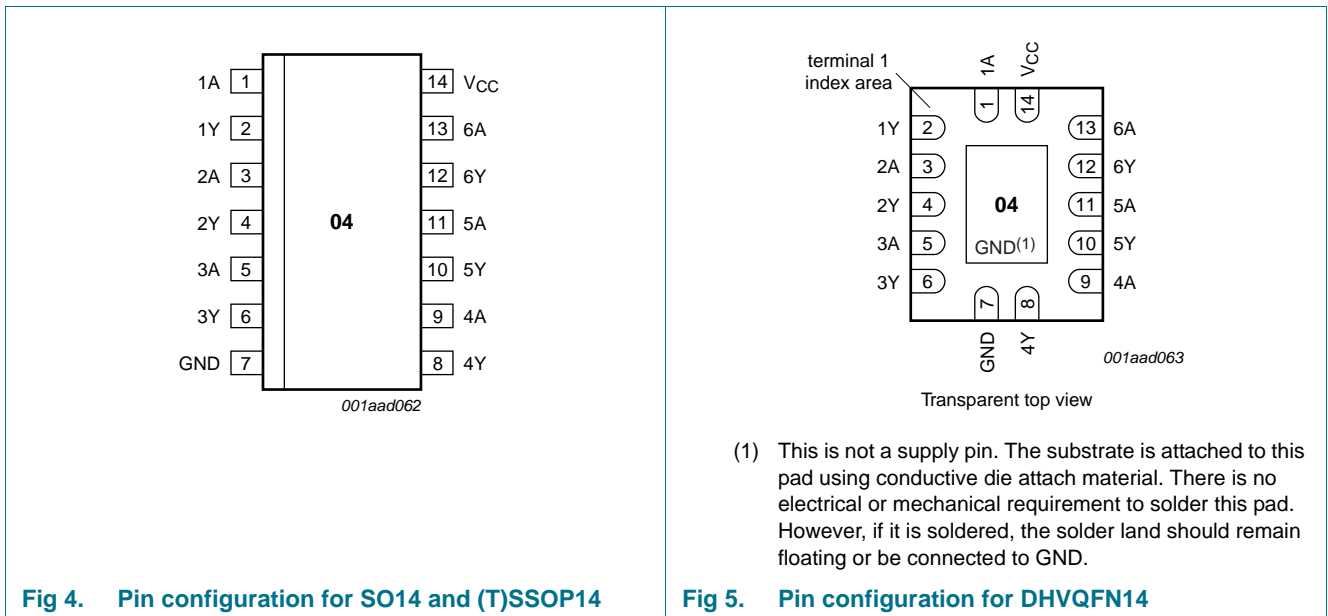 1A 1 14 VCC
1Y 2 13 6A
2A 3 12 6Y
2Y 4 04 11 5A
3A 5 10 5Y
3Y 6 9 4A
GND 7 8 4Y
001aad062
Fig 4. Pin configuration for SO14 and (T)SSOP14
terminal 1
index area
1A VCC
1 14
1Y 2 13 6A
2A 3 12 6Y
2Y 4 04 11 5A
3A 5 GND(1) 10 5Y
3Y 6 9 4A
7 8
GND 4Y
001aad063
Transparent top view
(1) This is not a supply pin. The substrate is attached to this
pad using conductive die attach material. There is no
electrical or mechanical requirement to solder this pad.
However, if it is soldered, the solder land should remain
floating or be connected to GND.
Fig 5. Pin configuration for DHVQFN14